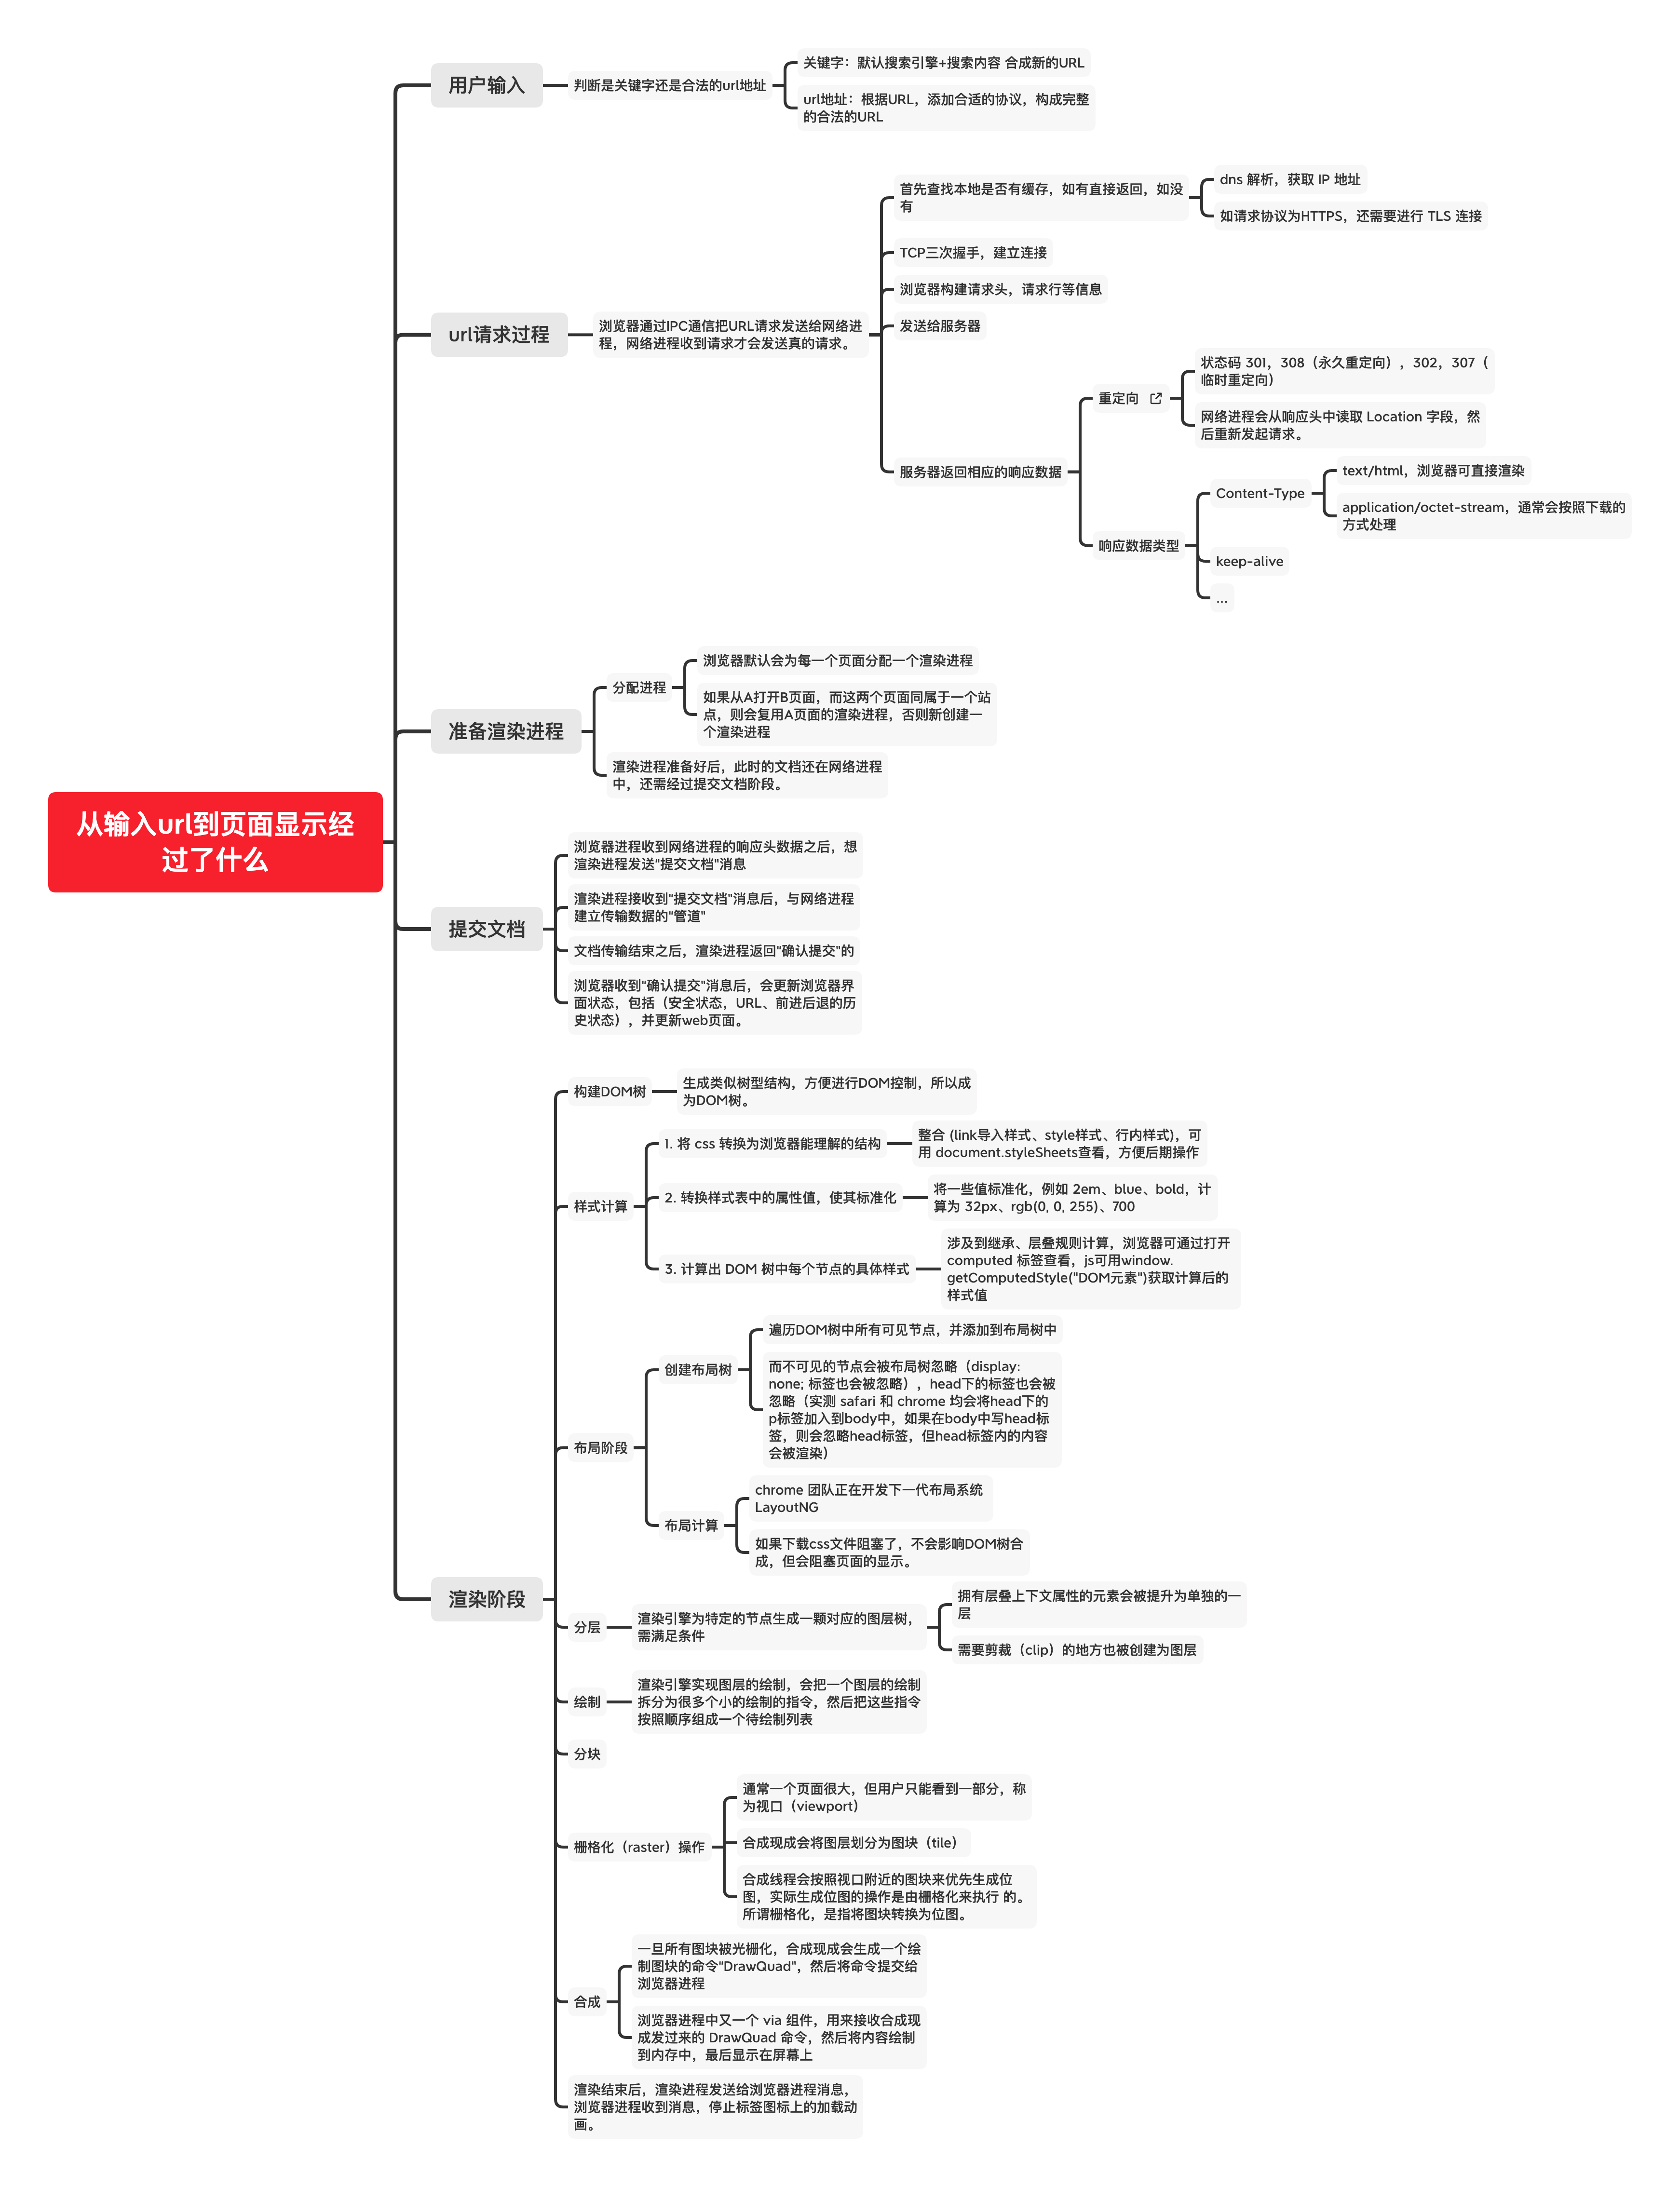 从输入url到页面显示经
过了什么
用户输入
判断是关键字还是合法的url地址
关键字：默认搜索引擎+搜索内容 合成新的URL
url地址：根据URL，添加合适的协议，构成完整
的合法的URL
url请求过程
浏览器通过IPC通信把URL请求发送给网络进
程，网络进程收到请求才会发送真的请求。
首先查找本地是否有缓存，如有直接返回，如没
有
dns 解析，获取 IP 地址
如请求协议为HTTPS，还需要进行 TLS 连接
TCP三次握手，建立连接
浏览器构建请求头，请求行等信息
发送给服务器
服务器返回相应的响应数据
重定向
状态码 301，308（永久重定向），302，307（
临时重定向）
网络进程会从响应头中读取 Location 字段，然
后重新发起请求。
响应数据类型
Content-Type
text/html，浏览器可直接渲染
application/octet-stream，通常会按照下载的
方式处理
keep-alive
...
准备渲染进程
分配进程
浏览器默认会为每一个页面分配一个渲染进程
如果从A打开B页面，而这两个页面同属于一个站
点，则会复用A页面的渲染进程，否则新创建一
个渲染进程
渲染进程准备好后，此时的文档还在网络进程
中，还需经过提交文档阶段。
提交文档
浏览器进程收到网络进程的响应头数据之后，想
渲染进程发送"提交文档"消息
渲染进程接收到"提交文档"消息后，与网络进程
建立传输数据的"管道"
文档传输结束之后，渲染进程返回"确认提交"的
浏览器收到"确认提交"消息后，会更新浏览器界
面状态，包括（安全状态，URL、前进后退的历
史状态），并更新web页面。
渲染阶段
构建DOM树
生成类似树型结构，方便进行DOM控制，所以成
为DOM树。
样式计算
1. 将 css 转换为浏览器能理解的结构
整合 (link导入样式、style样式、行内样式)，可
用 document.styleSheets查看，方便后期操作
2. 转换样式表中的属性值，使其标准化
将一些值标准化，例如 2em、blue、bold，计
算为 32px、rgb(0, 0, 255)、700
3. 计算出 DOM 树中每个节点的具体样式
涉及到继承、层叠规则计算，浏览器可通过打开
computed 标签查看，js可用window.
getComputedStyle("DOM元素")获取计算后的
样式值
布局阶段
创建布局树
遍历DOM树中所有可见节点，并添加到布局树中
而不可见的节点会被布局树忽略（display:
none; 标签也会被忽略），head下的标签也会被
忽略（实测 safari 和 chrome 均会将head下的
p标签加入到body中，如果在body中写head标
签，则会忽略head标签，但head标签内的内容
会被渲染）
布局计算
chrome 团队正在开发下一代布局系统
LayoutNG
如果下载css文件阻塞了，不会影响DOM树合
成，但会阻塞页面的显示。
分层
渲染引擎为特定的节点生成一颗对应的图层树，
需满足条件
拥有层叠上下文属性的元素会被提升为单独的一
层
需要剪裁（clip）的地方也被创建为图层
绘制
渲染引擎实现图层的绘制，会把一个图层的绘制
拆分为很多个小的绘制的指令，然后把这些指令
按照顺序组成一个待绘制列表
分块
栅格化（raster）操作
通常一个页面很大，但用户只能看到一部分，称
为视口（viewport）
合成现成会将图层划分为图块（tile）
合成线程会按照视口附近的图块来优先生成位
图，实际生成位图的操作是由栅格化来执行 的。
所谓栅格化，是指将图块转换为位图。
合成
一旦所有图块被光栅化，合成现成会生成一个绘
制图块的命令"DrawQuad"，然后将命令提交给
浏览器进程
浏览器进程中又一个 via 组件，用来接收合成现
成发过来的 DrawQuad 命令，然后将内容绘制
到内存中，最后显示在屏幕上
渲染结束后，渲染进程发送给浏览器进程消息，
浏览器进程收到消息，停止标签图标上的加载动
画。